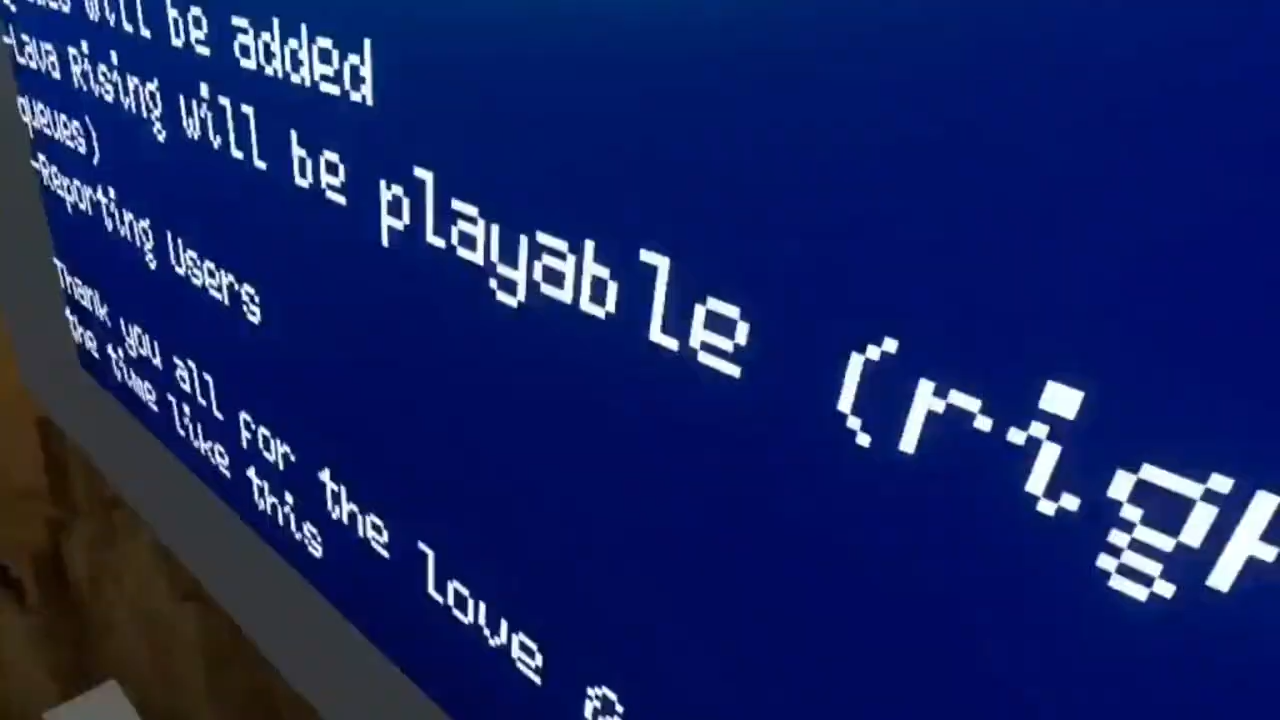 will be added
-Lava Rising will be playable (righ
queues)
-Reporting Users
Thank you all for the love
the time like this